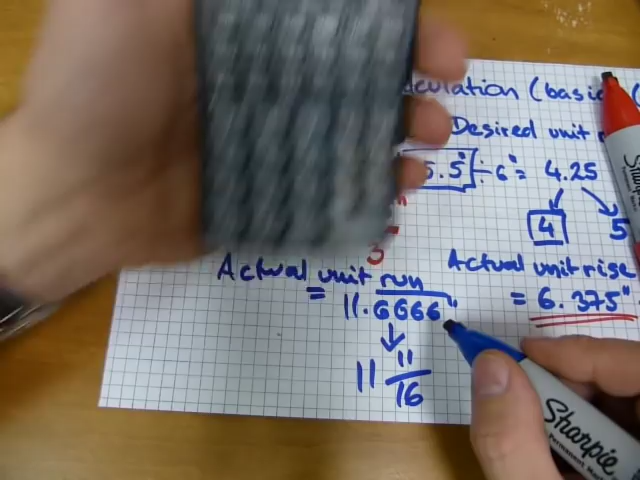 culation (basic (
Desired unit
5.5" ÷ 6" = 4.25
4 5
3
Actual unit run
= 11.6666"
11 11/16
Actual unit rise
= 6.375"
Sharpie